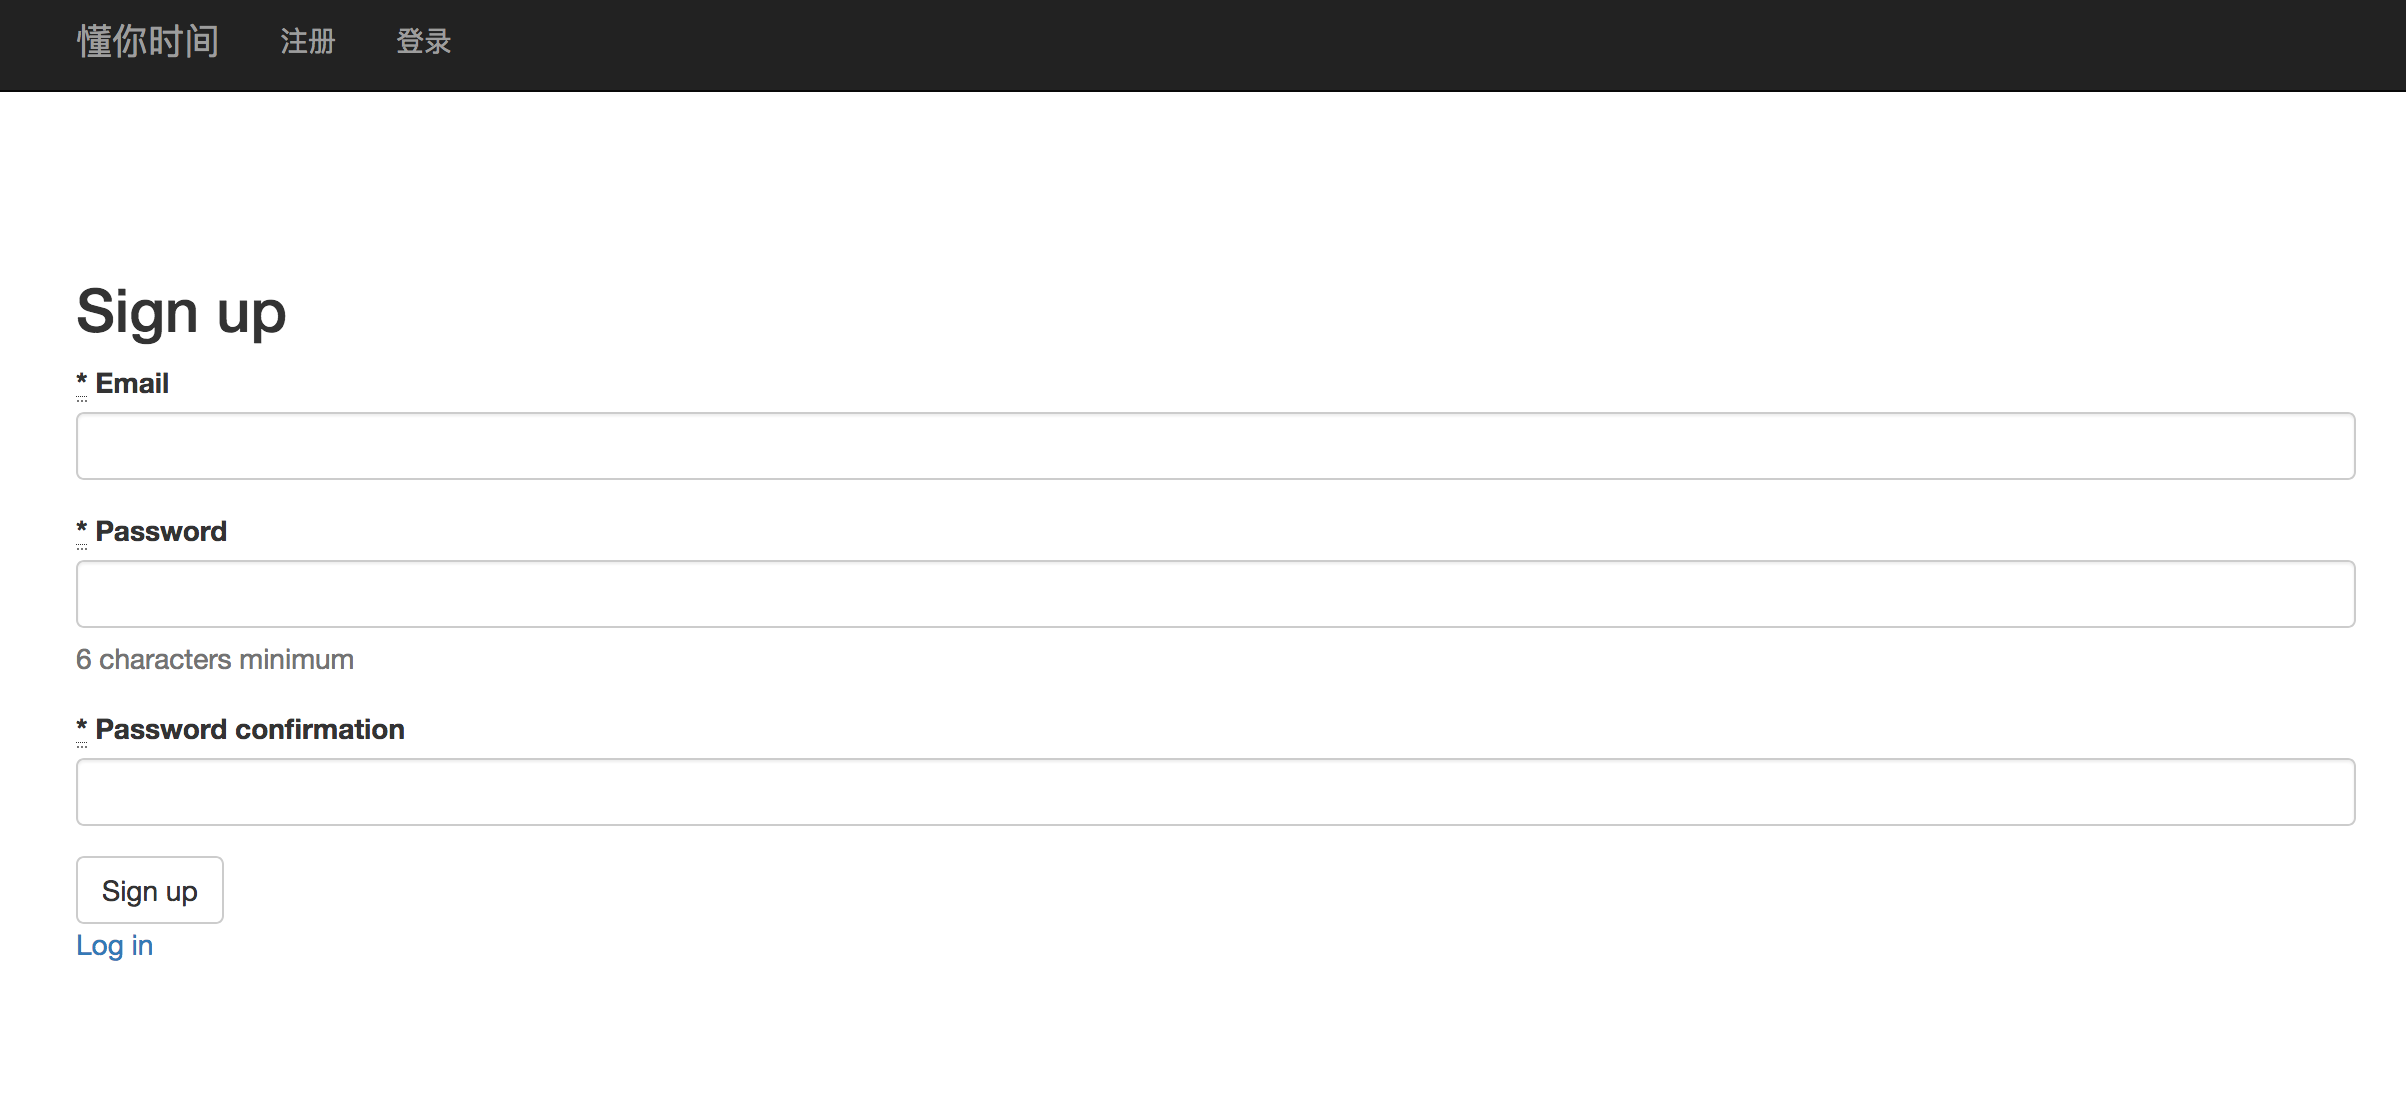 懂你时间 注册 登录
Sign up
* Email
* Password
6 characters minimum
* Password confirmation
Sign up
Log in